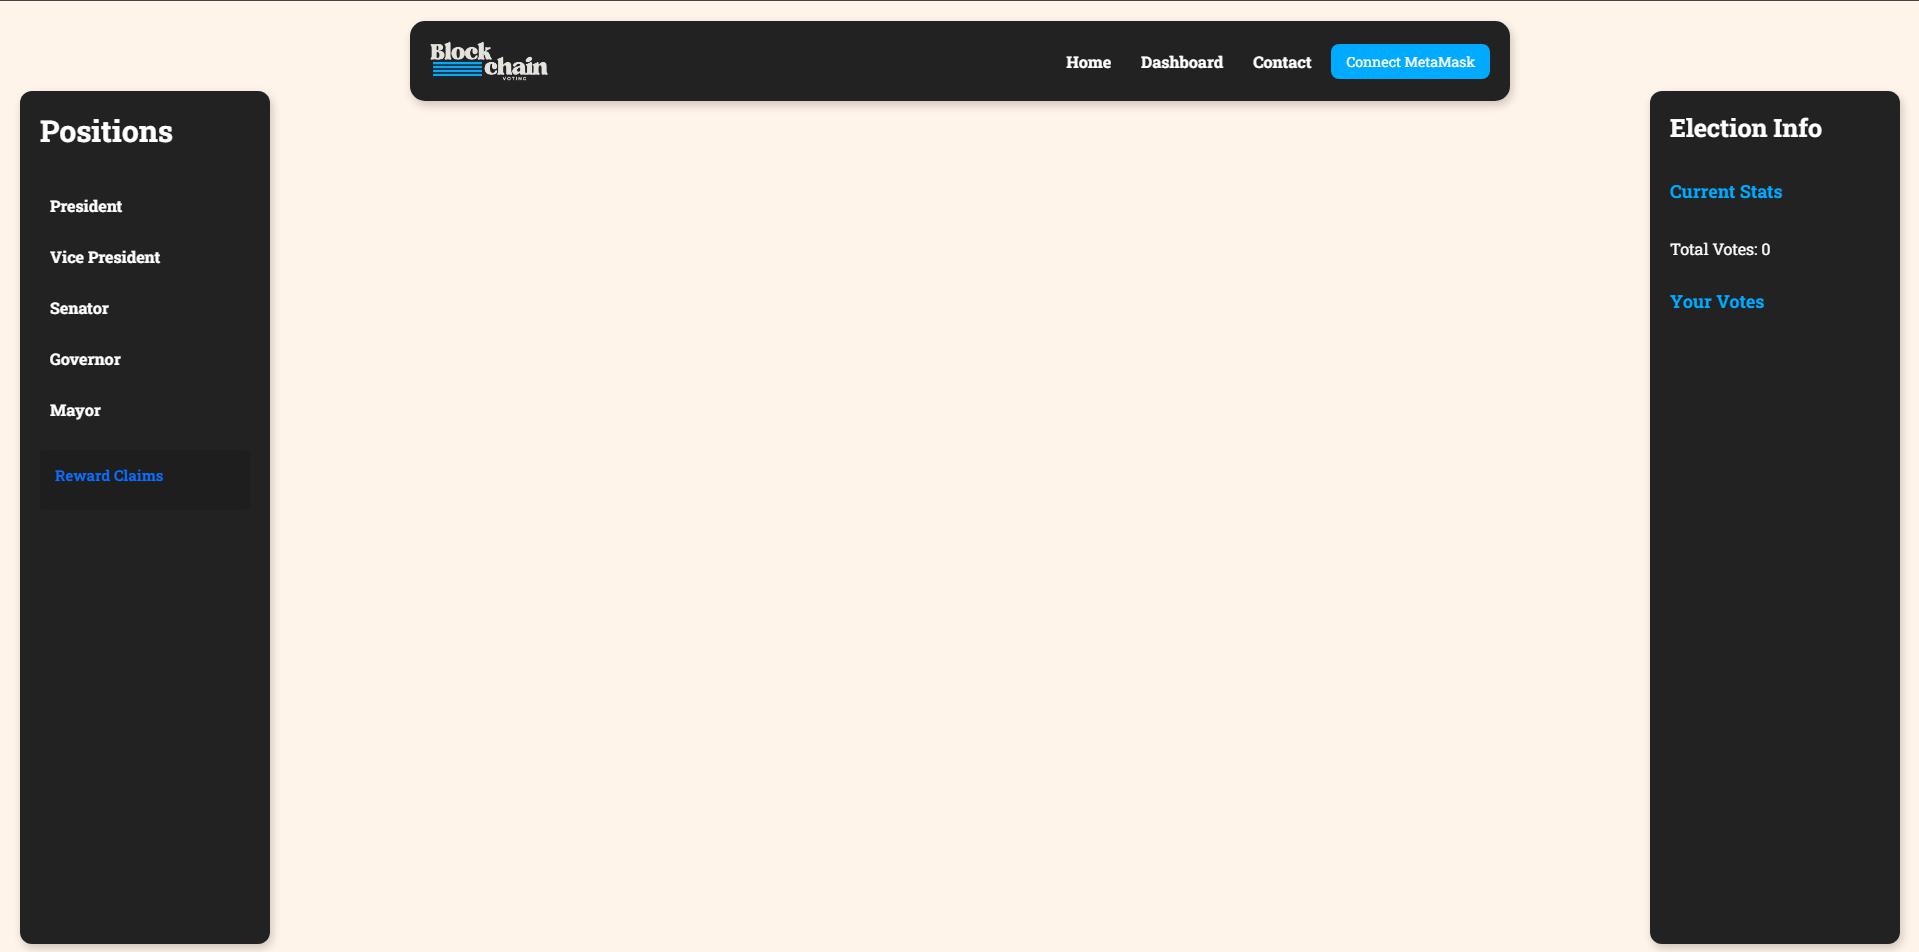 Block
chain
VOTING
Home
Dashboard
Contact
Connect MetaMask
Positions
President
Vice President
Senator
Governor
Mayor
Reward Claims
Election Info
Current Stats
Total Votes: 0
Your Votes